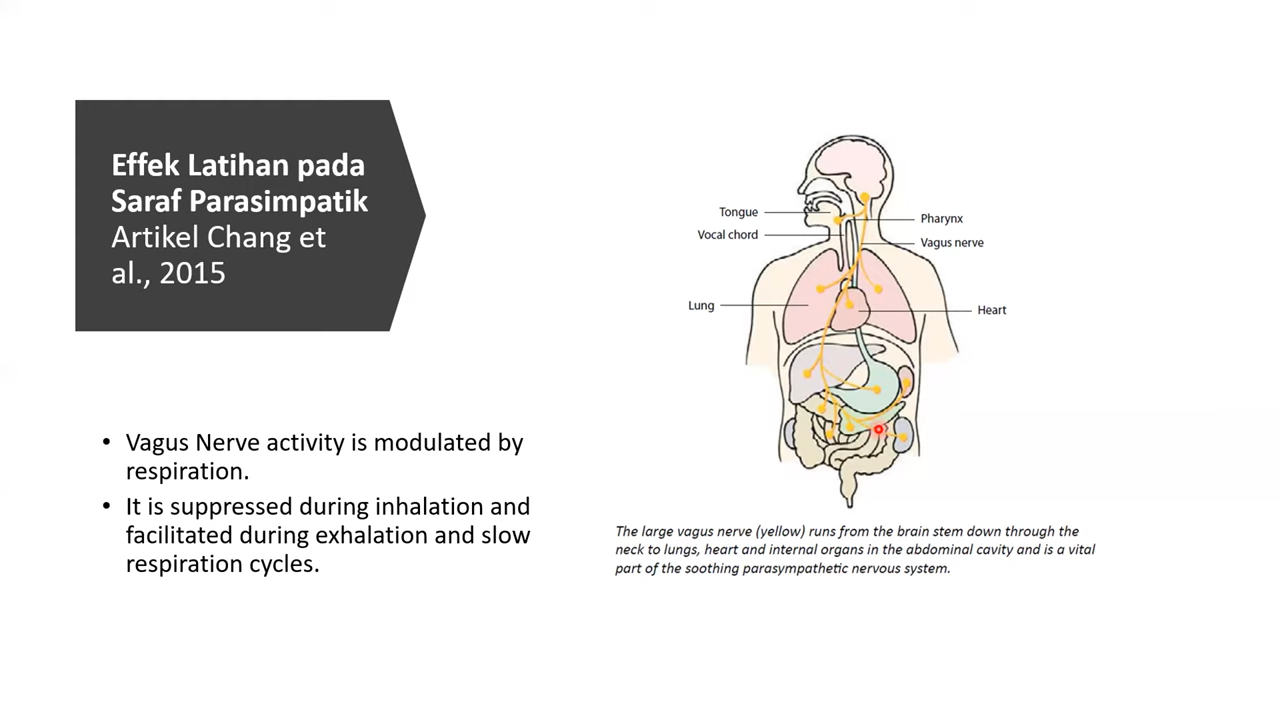 Effek Latihan pada
Saraf Parasimpatik
Artikel Chang et
al., 2015
• Vagus Nerve activity is modulated by
respiration.
• It is suppressed during inhalation and
facilitated during exhalation and slow
respiration cycles.
Tongue
Vocal chord
Lung
Pharynx
Vagus nerve
Heart
The large vagus nerve (yellow) runs from the brain stem down through the
neck to lungs, heart and internal organs in the abdominal cavity and is a vital
part of the soothing parasympathetic nervous system.